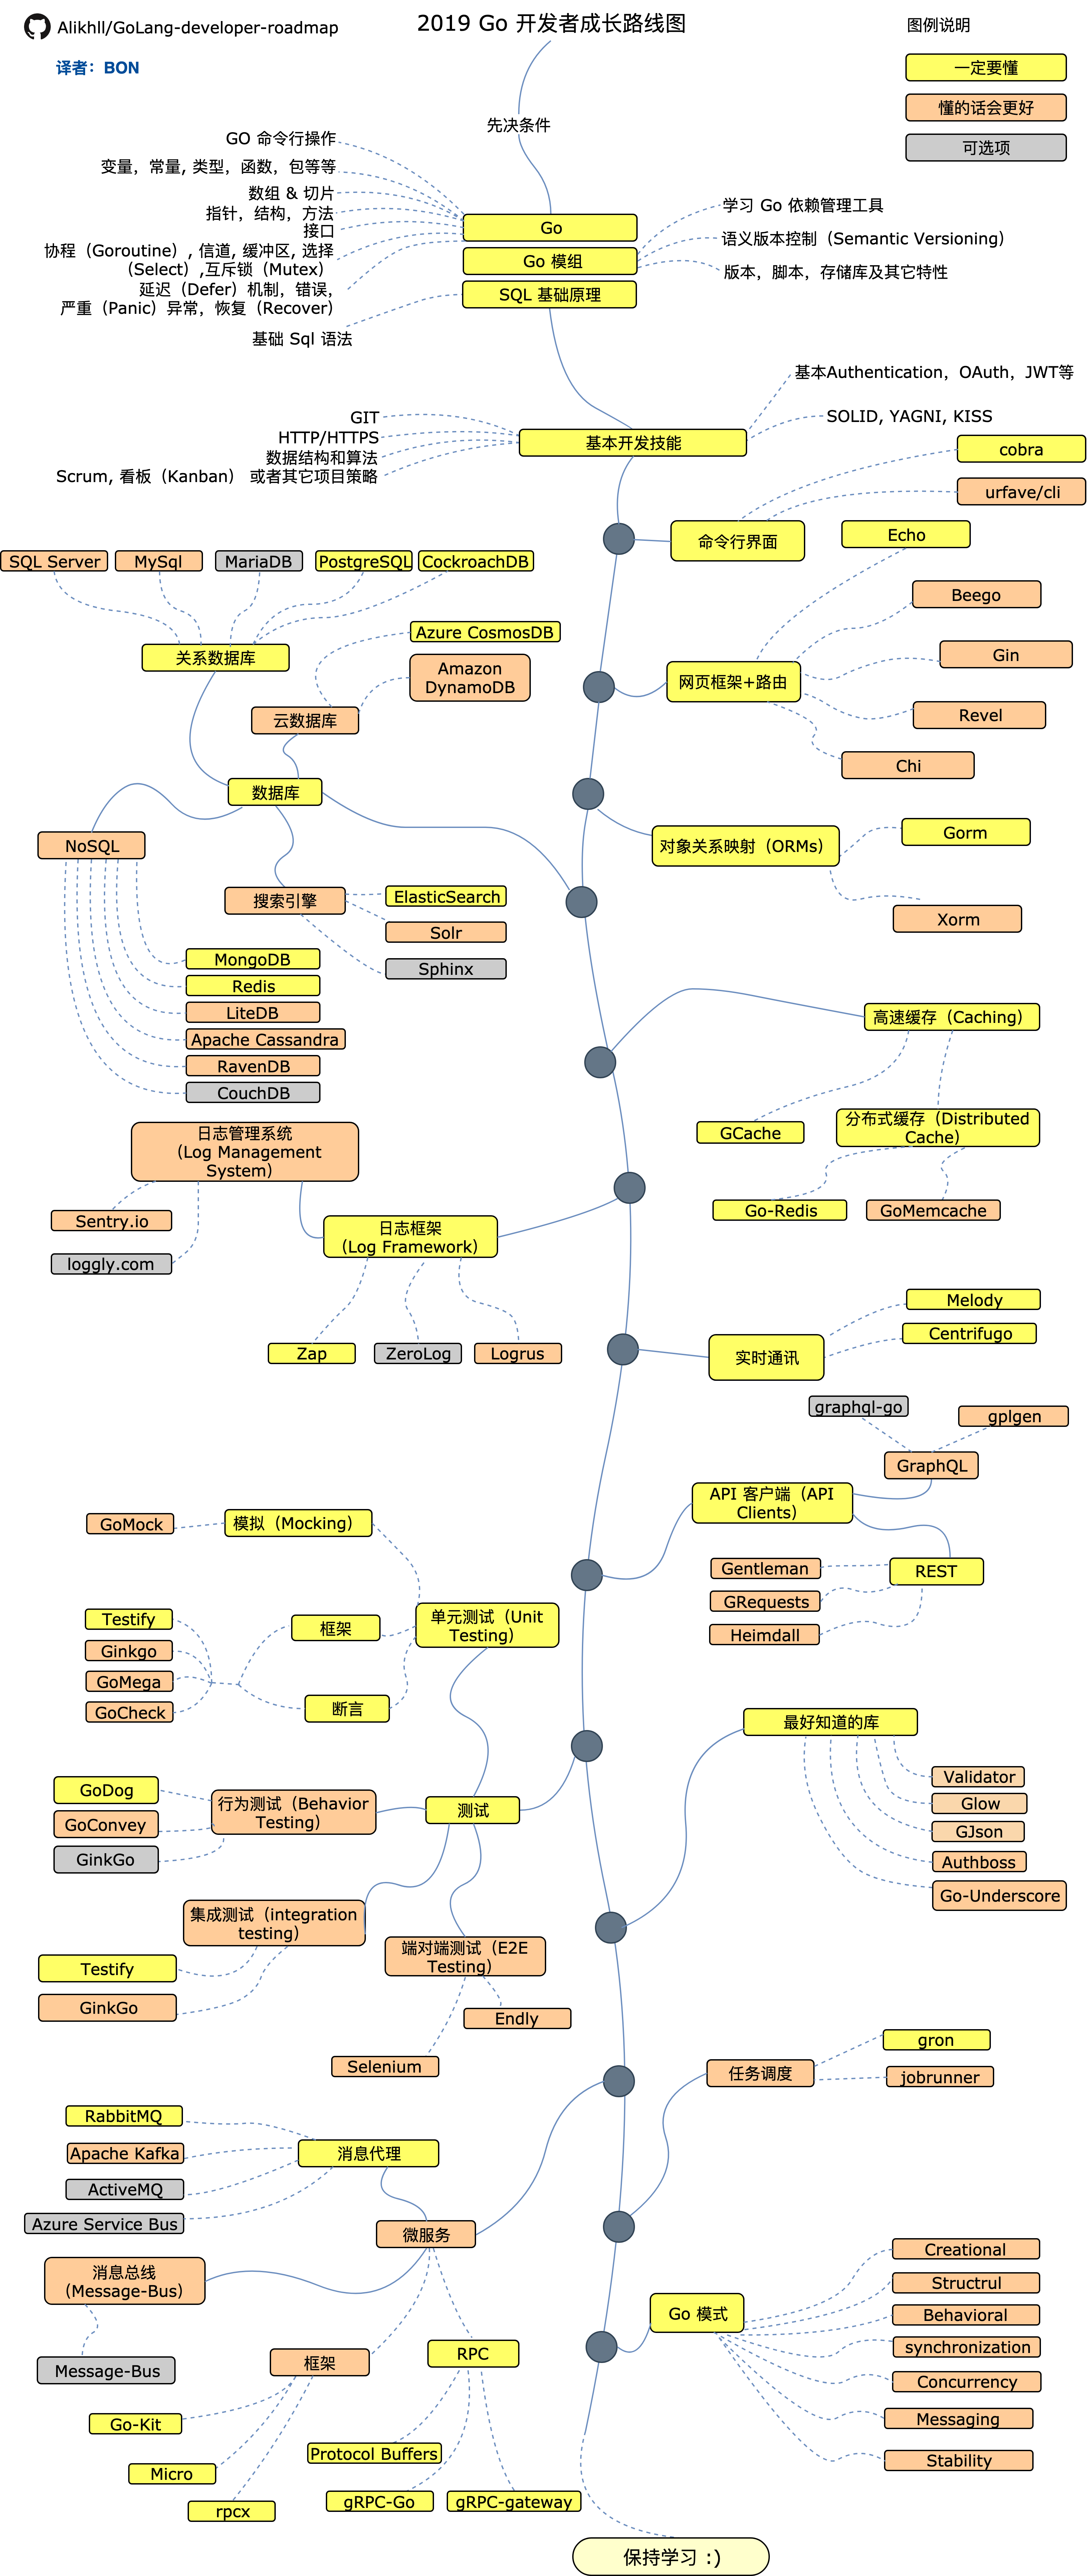 Alikhll/GoLang-developer-roadmap
2019 Go 开发者成长路线图
图例说明
译者：BON
一定要懂
懂的话会更好
可选项
先决条件
GO 命令行操作
变量，常量, 类型，函数，包等等
数组 & 切片
指针，结构，方法
接口
协程（Goroutine）, 信道, 缓冲区, 选择
（Select）,互斥锁（Mutex）
延迟（Defer）机制，错误，
严重（Panic）异常，恢复（Recover）
基础 Sql 语法
Go
Go 模组
SQL 基础原理
学习 Go 依赖管理工具
语义版本控制（Semantic Versioning）
版本，脚本，存储库及其它特性
基本Authentication，OAuth，JWT等
SOLID, YAGNI, KISS
GIT
HTTP/HTTPS
数据结构和算法
Scrum, 看板（Kanban） 或者其它项目策略
基本开发技能
cobra
urfave/cli
命令行界面
Echo
Beego
Gin
网页框架+路由
Revel
Chi
SQL Server
MySql
MariaDB
PostgreSQL
CockroachDB
关系数据库
Azure CosmosDB
Amazon
DynamoDB
云数据库
数据库
NoSQL
搜索引擎
ElasticSearch
Solr
Sphinx
MongoDB
Redis
LiteDB
Apache Cassandra
RavenDB
CouchDB
对象关系映射（ORMs）
Gorm
Xorm
高速缓存（Caching）
GCache
分布式缓存（Distributed
Cache）
Go-Redis
GoMemcache
日志管理系统
（Log Management
System）
Sentry.io
loggly.com
日志框架
（Log Framework）
Zap
ZeroLog
Logrus
Melody
Centrifugo
实时通讯
graphql-go
gplgen
GraphQL
API 客户端（API
Clients）
REST
Gentleman
GRequests
Heimdall
GoMock
模拟（Mocking）
Testify
Ginkgo
GoMega
GoCheck
框架
断言
单元测试（Unit
Testing）
最好知道的库
Validator
Glow
GJson
Authboss
Go-Underscore
测试
GoDog
GoConvey
GinkGo
行为测试（Behavior
Testing）
集成测试（integration
testing）
Testify
GinkGo
端对端测试（E2E
Testing）
Endly
Selenium
任务调度
gron
jobrunner
RabbitMQ
Apache Kafka
ActiveMQ
Azure Service Bus
消息代理
微服务
消息总线
（Message-Bus）
Message-Bus
框架
RPC
Go-Kit
Micro
rpcx
Protocol Buffers
gRPC-Go
gRPC-gateway
Go 模式
Creational
Structrul
Behavioral
synchronization
Concurrency
Messaging
Stability
保持学习 :)